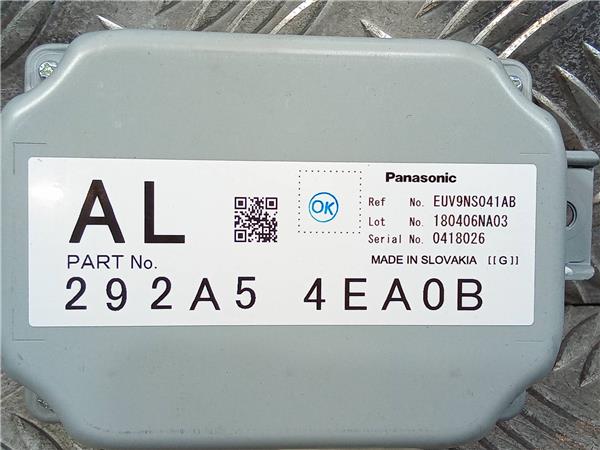 AL
OK
Panasonic
Ref No. EUV9NS041AB
Lot No. 180406NA03
Serial No. 0418026
PART No.
MADE IN SLOVAKIA [[G]]
292A5 4EA0B